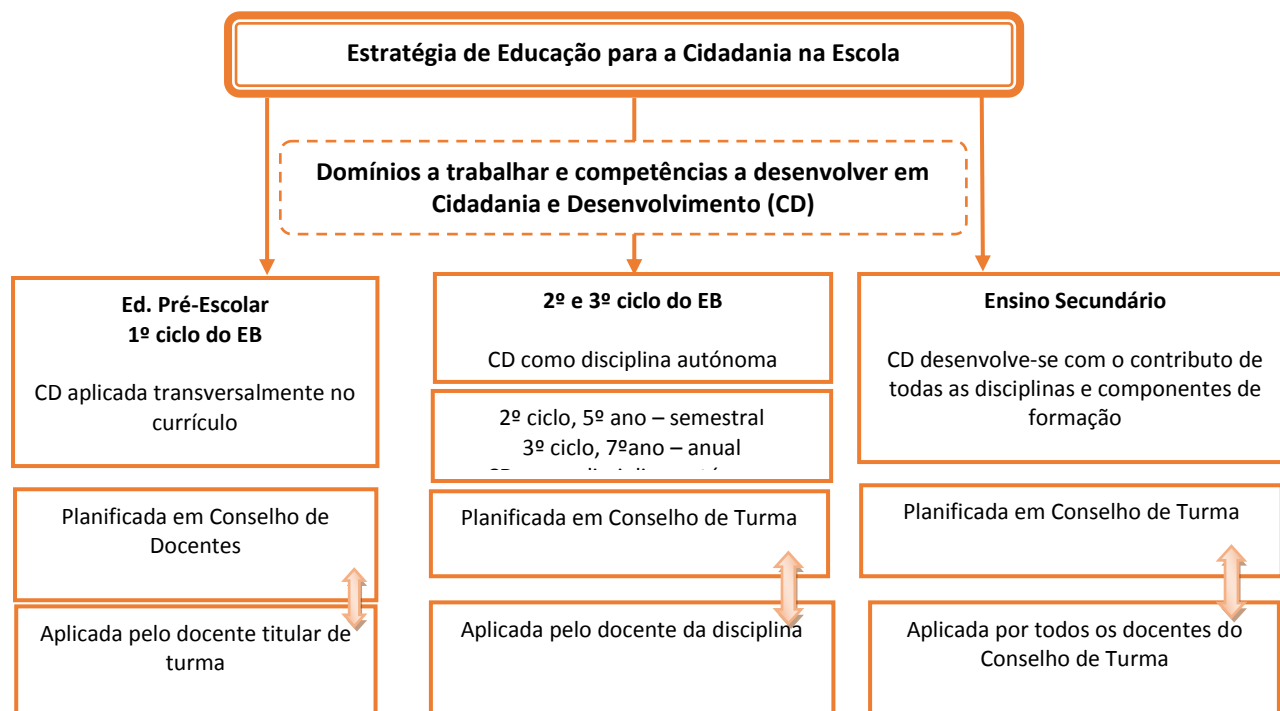 Estratégia de Educação para a Cidadania na Escola
Domínios a trabalhar e competências a desenvolver em
Cidadania e Desenvolvimento (CD)
Ed. Pré-Escolar
1º ciclo do EB
CD aplicada transversalmente no
currículo
Planificada em Conselho de
Docentes
Aplicada pelo docente titular de
turma
2º e 3º ciclo do EB
CD como disciplina autónoma
2º ciclo, 5º ano – semestral
3º ciclo, 7ºano – anual
Planificada em Conselho de Turma
Aplicada pelo docente da disciplina
Ensino Secundário
CD desenvolve-se com o contributo de
todas as disciplinas e componentes de
formação
Planificada em Conselho de Turma
Aplicada por todos os docentes do
Conselho de Turma